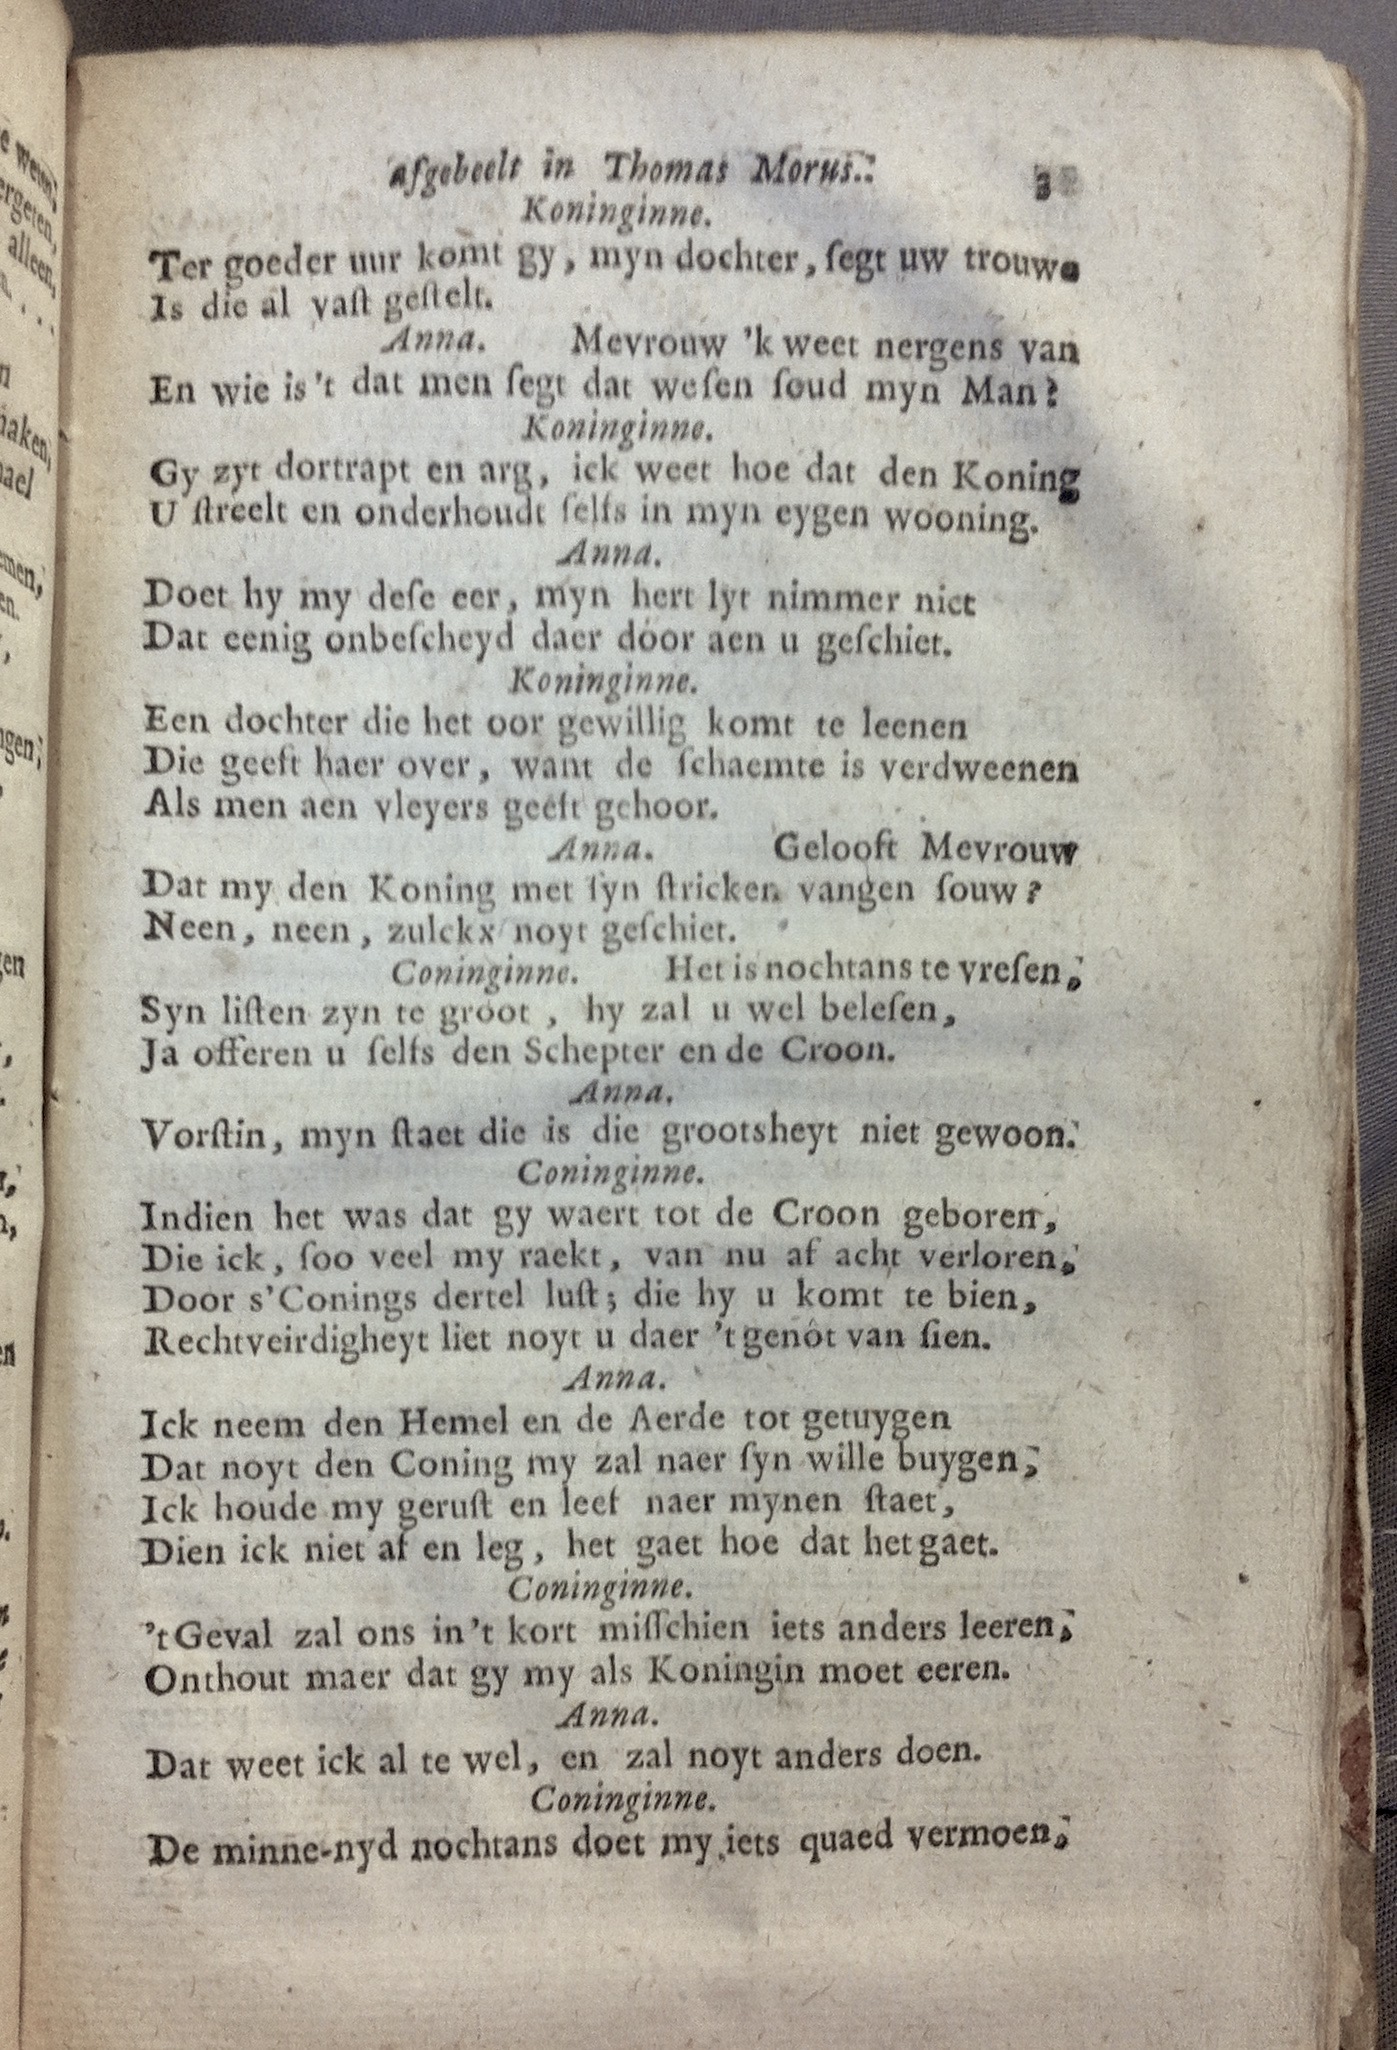 afgebeelt in Thomas Morus.
3
Koninginne.
Ter goeder uur komt gy, myn dochter, ſegt uw trouwe
Is die al vaſt geſtelt.
Anna. Mevrouw 'k weet nergens van
En wie is 't dat men ſegt dat weſen ſoud myn Man?
Koninginne.
Gy zyt dortrapt en arg, ick weet hoe dat den Koning
U ſtreelt en onderhoudt ſelfs in myn eygen wooning.
Anna.
Doet hy my deſe eer, myn hert lyt nimmer niet
Dat eenig onbeſcheyd daer door aen u geſchiet.
Koninginne.
Een dochter die het oor gewillig komt te leenen
Die geeft haer over, want de ſchaemte is verdweenen
Als men aen vleyers geeft gehoor.
Anna. Gelooft Mevrouw
Dat my den Koning met ſyn ſtricken vangen ſouw?
Neen, neen, zulckx noyt geſchiet.
Coninginne. Het is nochtans te vreſen,
Syn liſten zyn te groot, hy zal u wel beleſen,
Ja offeren u ſelfs den Schepter en de Croon.
Anna.
Vorſtin, myn ſtaet die is die grootsheyt niet gewoon.
Coninginne.
Indien het was dat gy waert tot de Croon geboren,
Die ick, ſoo veel my raekt, van nu af acht verloren,
Door s'Conings dertel luſt; die hy u komt te bien,
Rechtveirdigheyt liet noyt u daer 't genot van ſien.
Anna.
Ick neem den Hemel en de Aerde tot getuygen
Dat noyt den Coning my zal naer ſyn wille buygen;
Ick houde my geruſt en leef naer mynen ſtaet,
Dien ick niet af en leg, het gaet hoe dat het gaet.
Coninginne.
't Geval zal ons in 't kort miſſchien iets anders leeren;
Onthout maer dat gy my als Koningin moet eeren.
Anna.
Dat weet ick al te wel, en zal noyt anders doen.
Coninginne.
De minne-nyd nochtans doet my iets quaed vermoen;